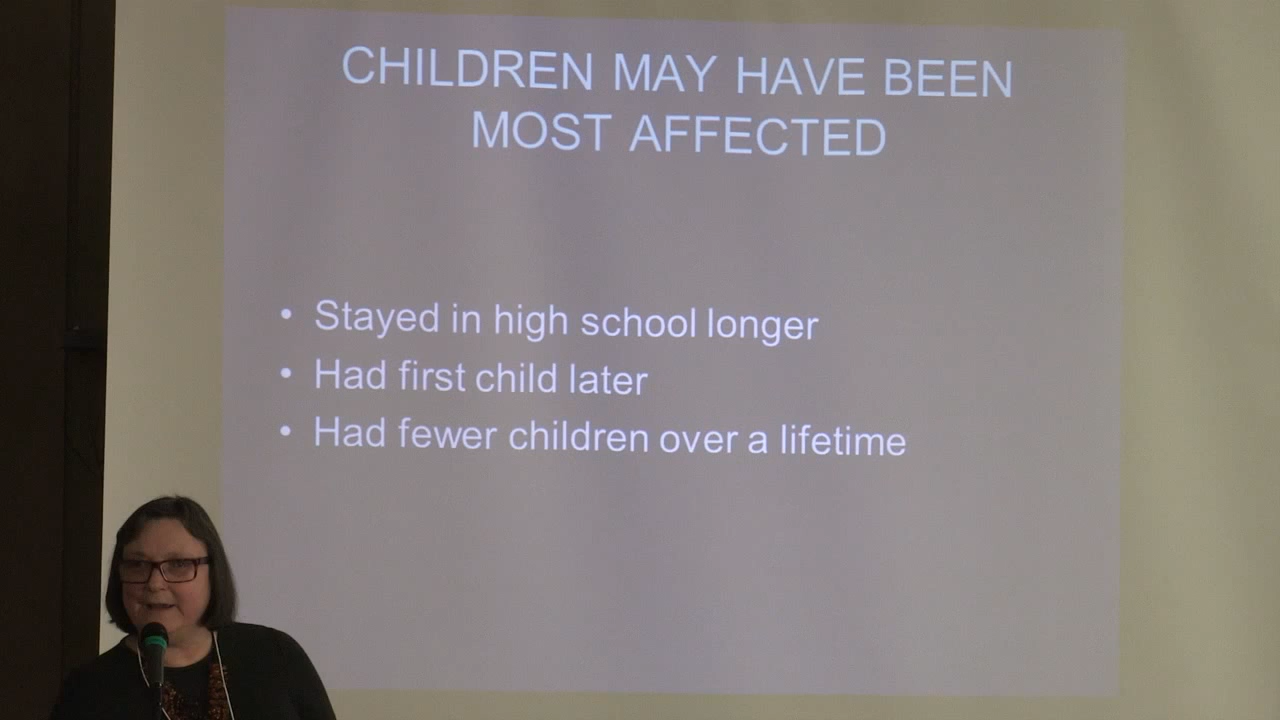 CHILDREN MAY HAVE BEEN
MOST AFFECTED
• Stayed in high school longer
• Had first child later
• Had fewer children over a lifetime